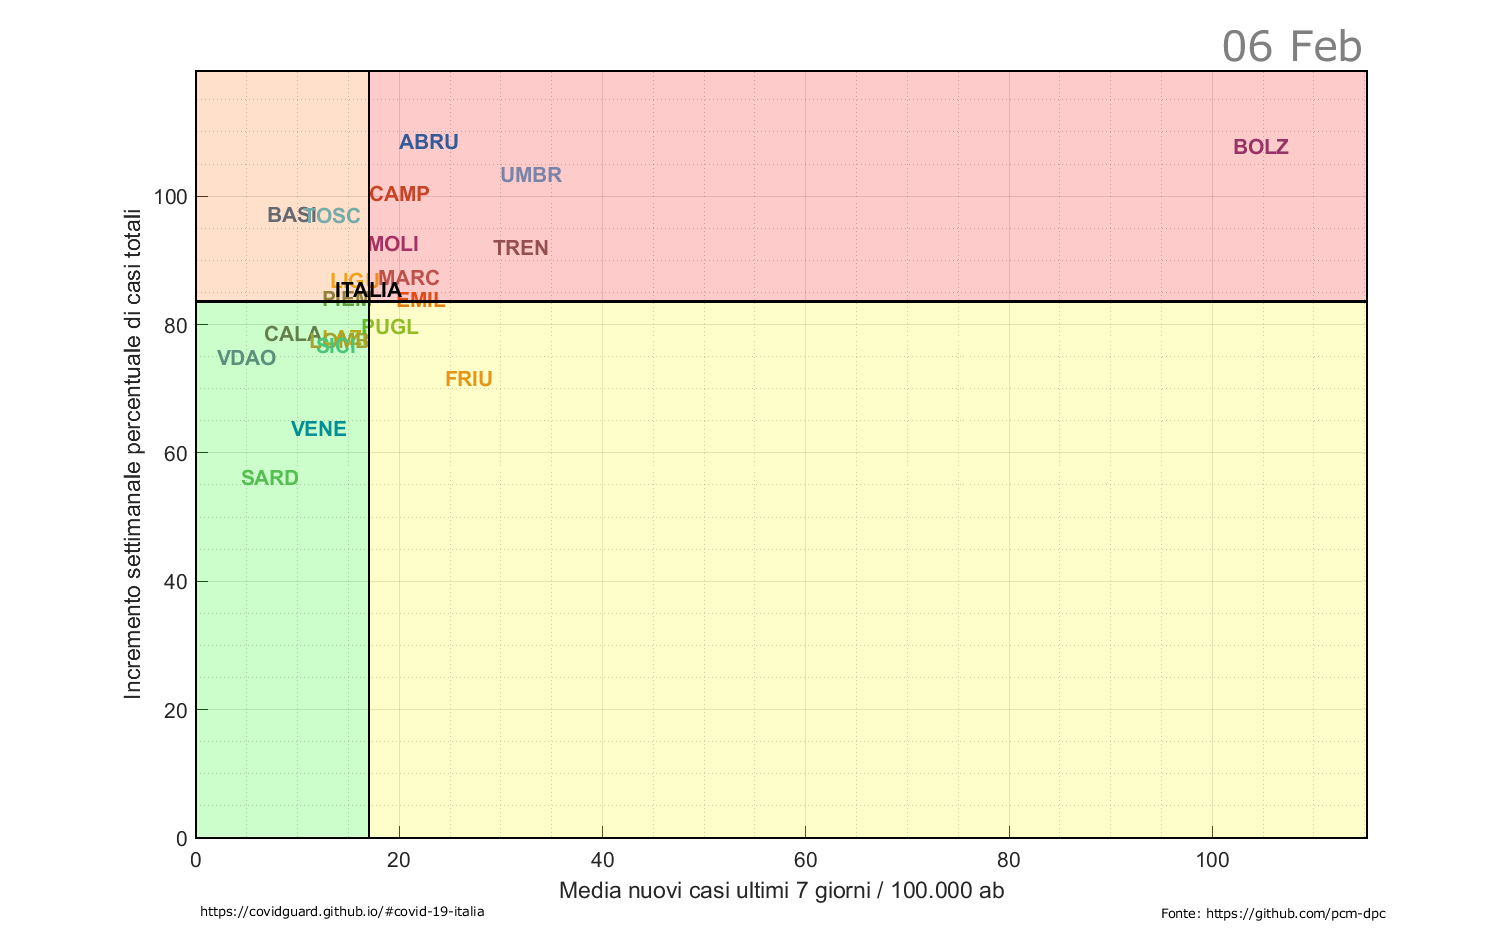 06 Feb
ABRU
BOLZ
UMBR
CAMP
100
BASI
TOSC
MOLI
TREN
MARC
LIGU
ITALIA
PIEM
EMIL
80
PUGL
CALA
LAZI
LOMB
SICI
VDAO
FRIU
60
VENE
SARD
40
20
0
Incremento settimanale percentuale di casi totali
0 20 40 60 80 100
Media nuovi casi ultimi 7 giorni / 100.000 ab
https://covidguard.github.io/#covid-19-italia
Fonte: https://github.com/pcm-dpc